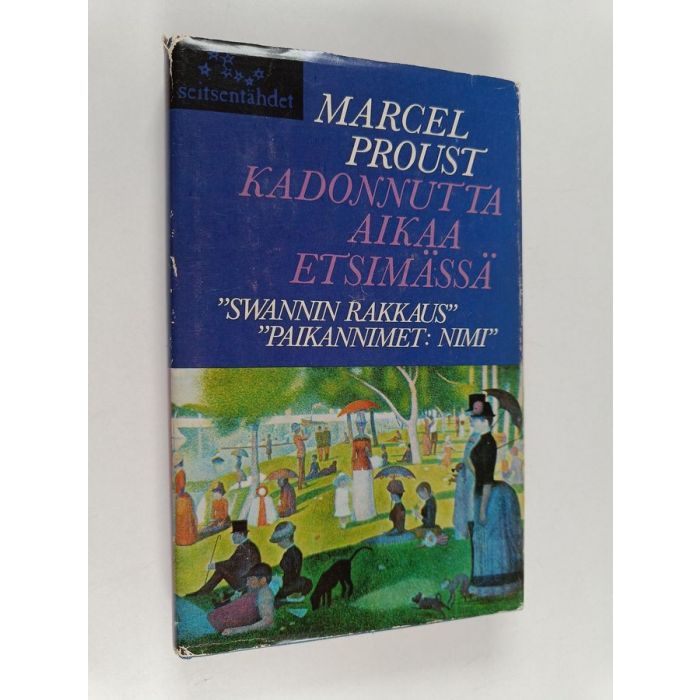 seitsentähdet
MARCEL
PROUST
KADONNUTTA
AIKAA
ETSIMÄSSÄ
”SWANNIN RAKKAUS”
”PAIKANNIMET: NIMI”